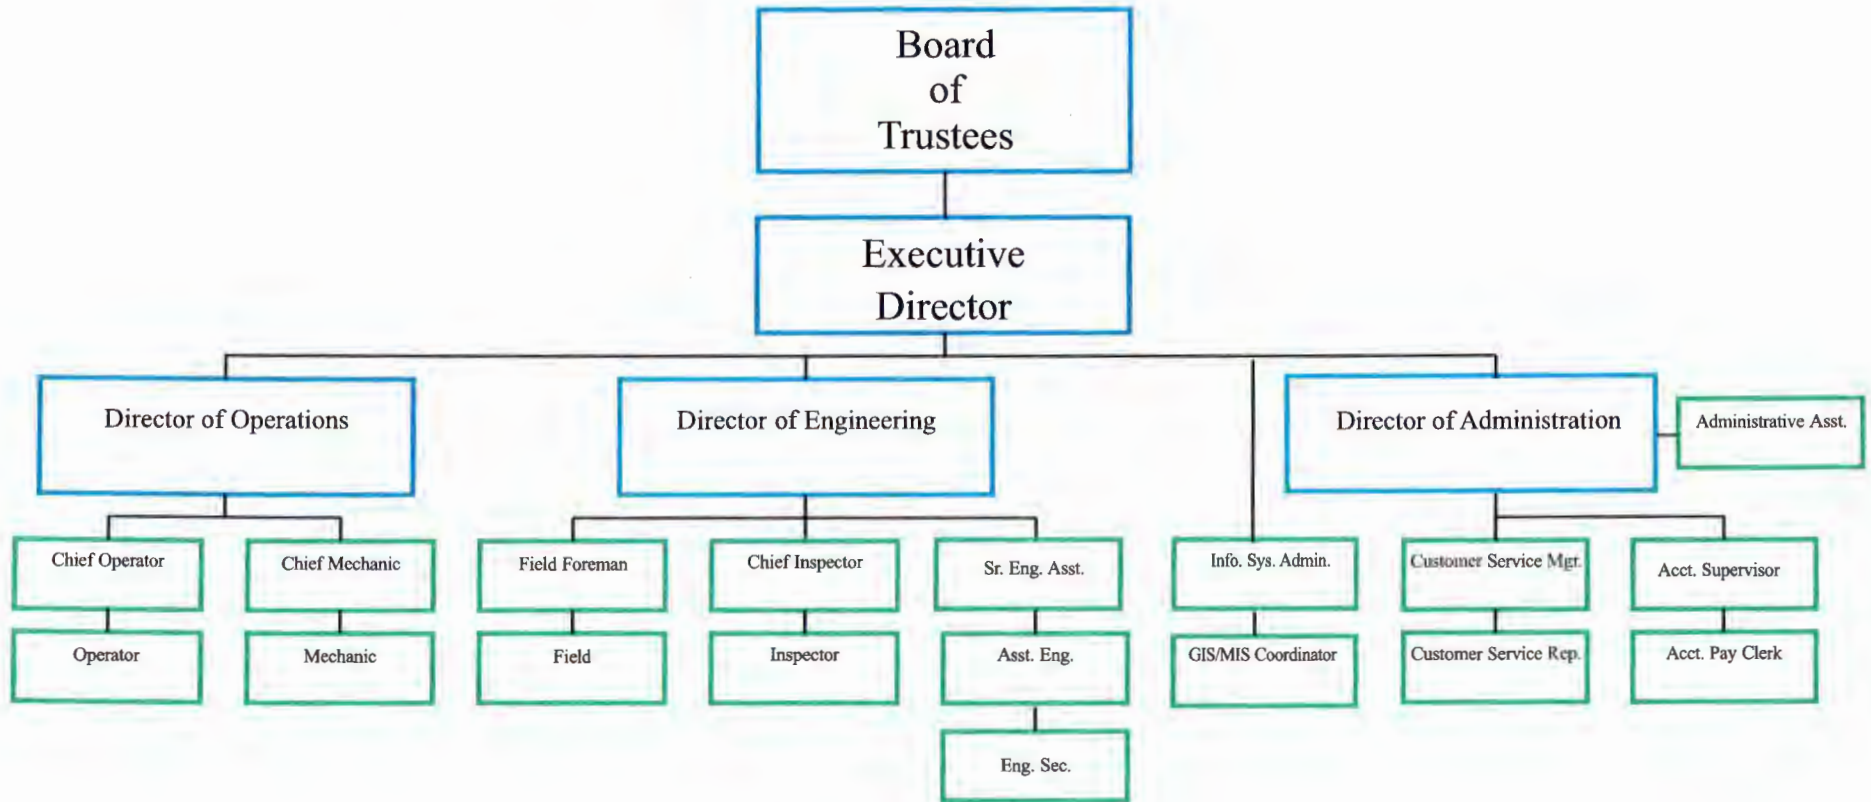 Board
of
Trustees
Executive
Director
Director of Operations
Director of Engineering
Director of Administration
Administrative Asst.
Chief Operator
Chief Mechanic
Field Foreman
Chief Inspector
Sr. Eng. Asst.
Info. Sys. Admin.
Customer Service Mgr.
Acct. Supervisor
Operator
Mechanic
Field
Inspector
Asst. Eng.
GIS/MIS Coordinator
Customer Service Rep.
Acct. Pay Clerk
Eng. Sec.